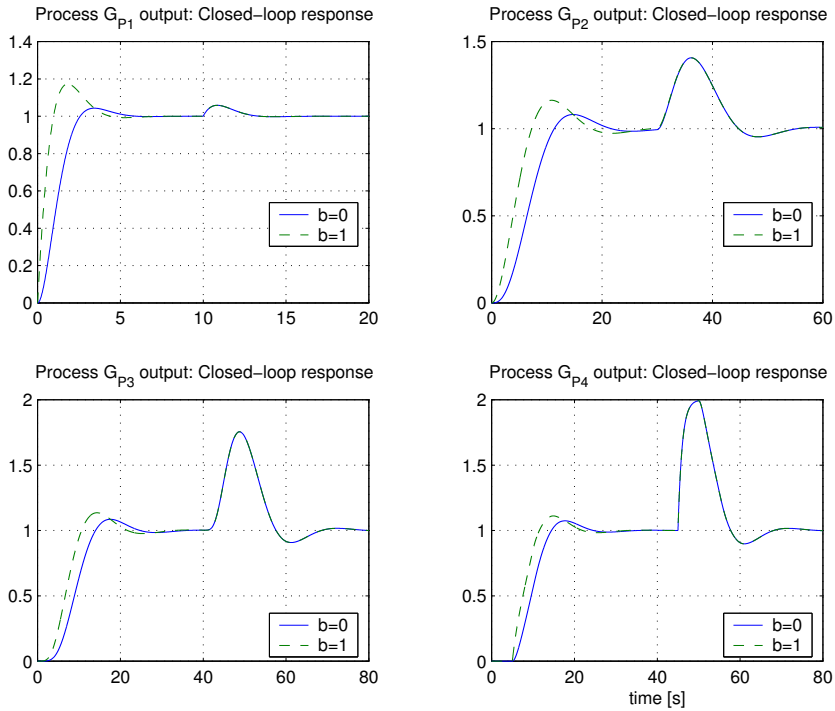 Process G_P1 output: Closed−loop response
1.4
1.2
1
0.8
0.6
0.4
0.2
0
0 5 10 15 20
b=0
b=1
Process G_P2 output: Closed−loop response
1.5
1
0.5
0
0 20 40 60
b=0
b=1
Process G_P3 output: Closed−loop response
2
1.5
1
0.5
0
0 20 40 60 80
b=0
b=1
Process G_P4 output: Closed−loop response
2
1.5
1
0.5
0
0 20 40 60 80
b=0
b=1
time [s]